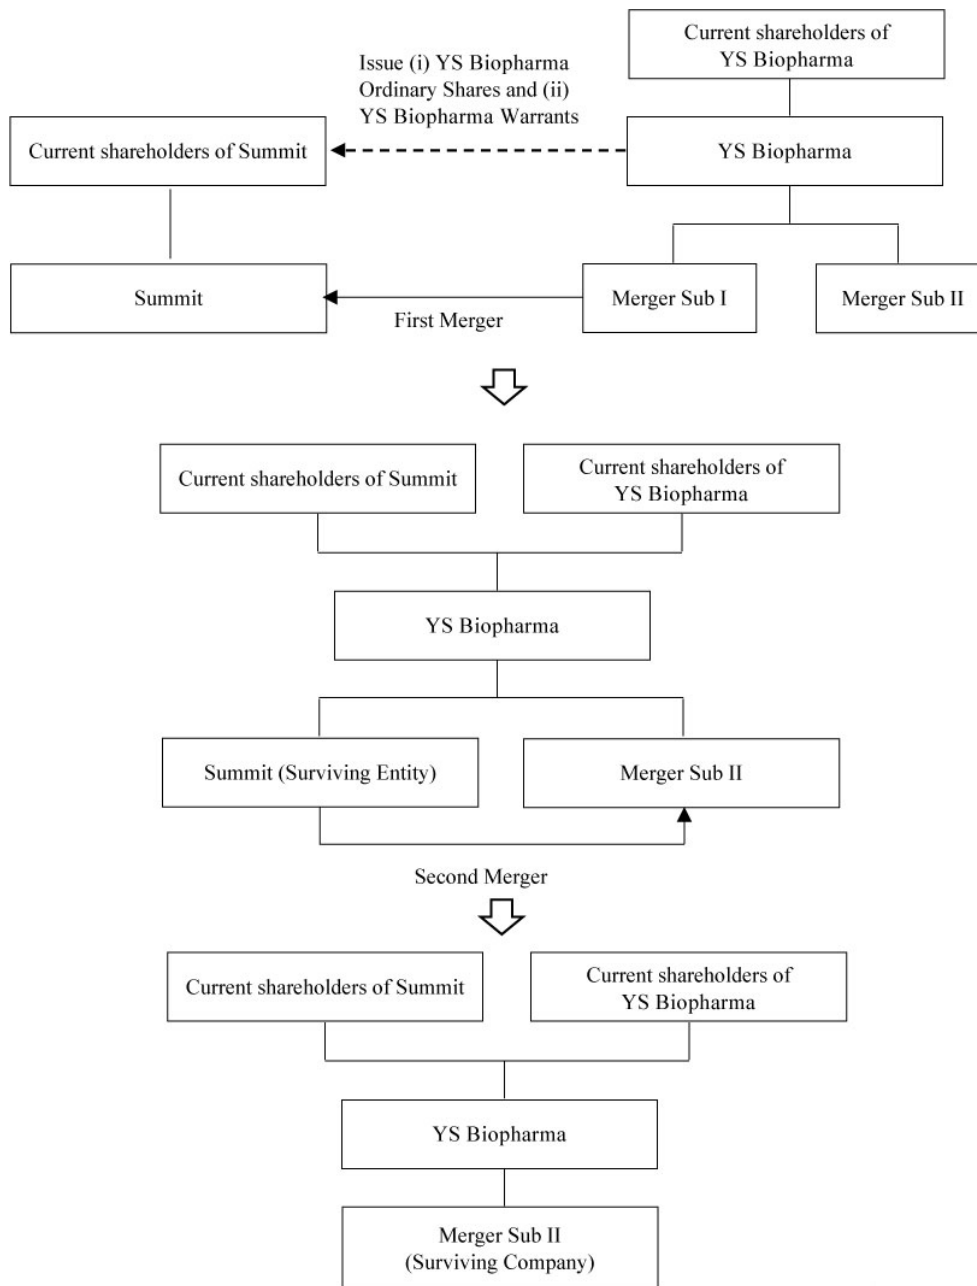 Current shareholders of
YS Biopharma
Issue (i) YS Biopharma
Ordinary Shares and (ii)
YS Biopharma Warrants
Current shareholders of Summit
YS Biopharma
Summit
Merger Sub I
Merger Sub II
First Merger
Current shareholders of Summit
Current shareholders of
YS Biopharma
YS Biopharma
Summit (Surviving Entity)
Merger Sub II
Second Merger
Current shareholders of Summit
Current shareholders of
YS Biopharma
YS Biopharma
Merger Sub II
(Surviving Company)